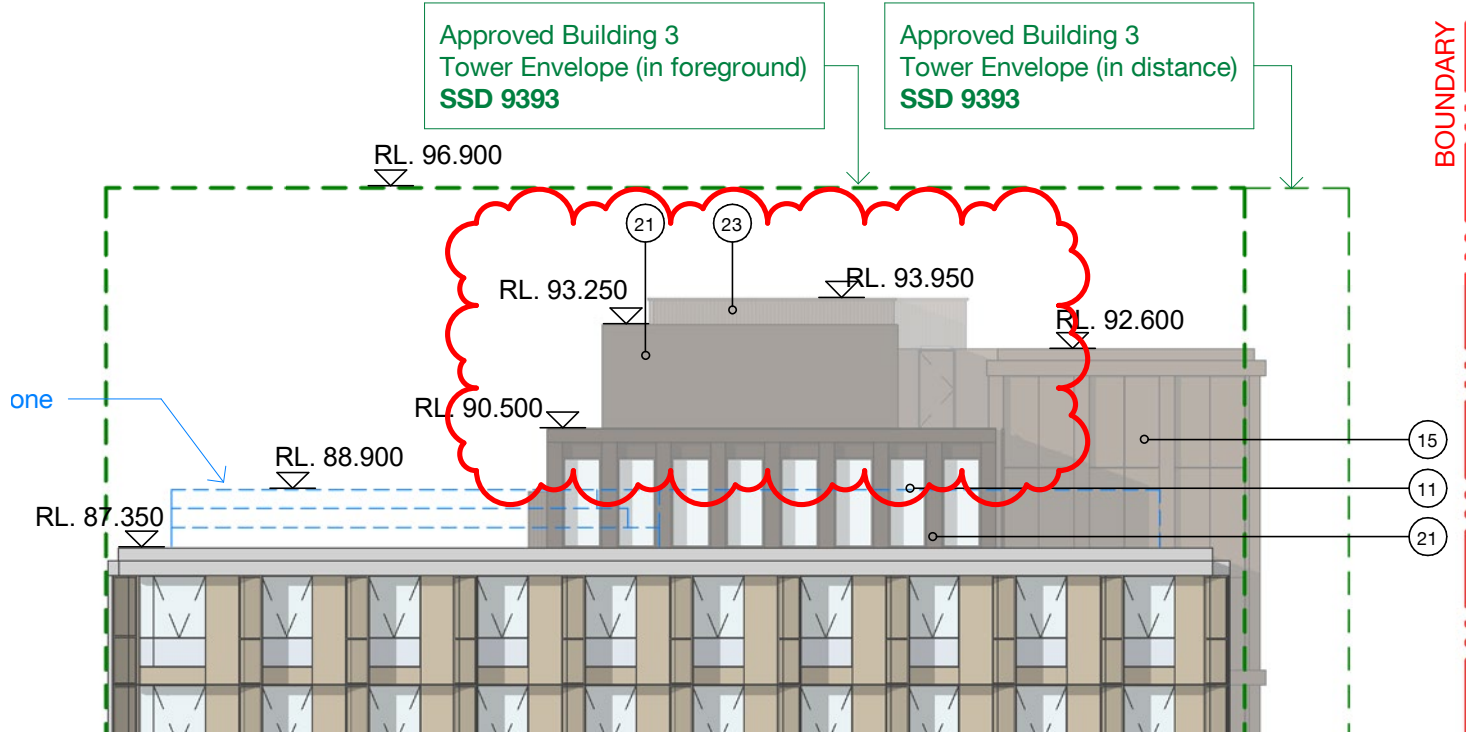 Approved Building 3
Tower Envelope (in foreground)
SSD 9393
Approved Building 3
Tower Envelope (in distance)
SSD 9393
BOUNDARY
RL. 96.900
21
23
RL. 93.250
RL. 93.950
RL. 92.600
one
RL. 90.500
15
RL. 88.900
11
RL. 87.350
21